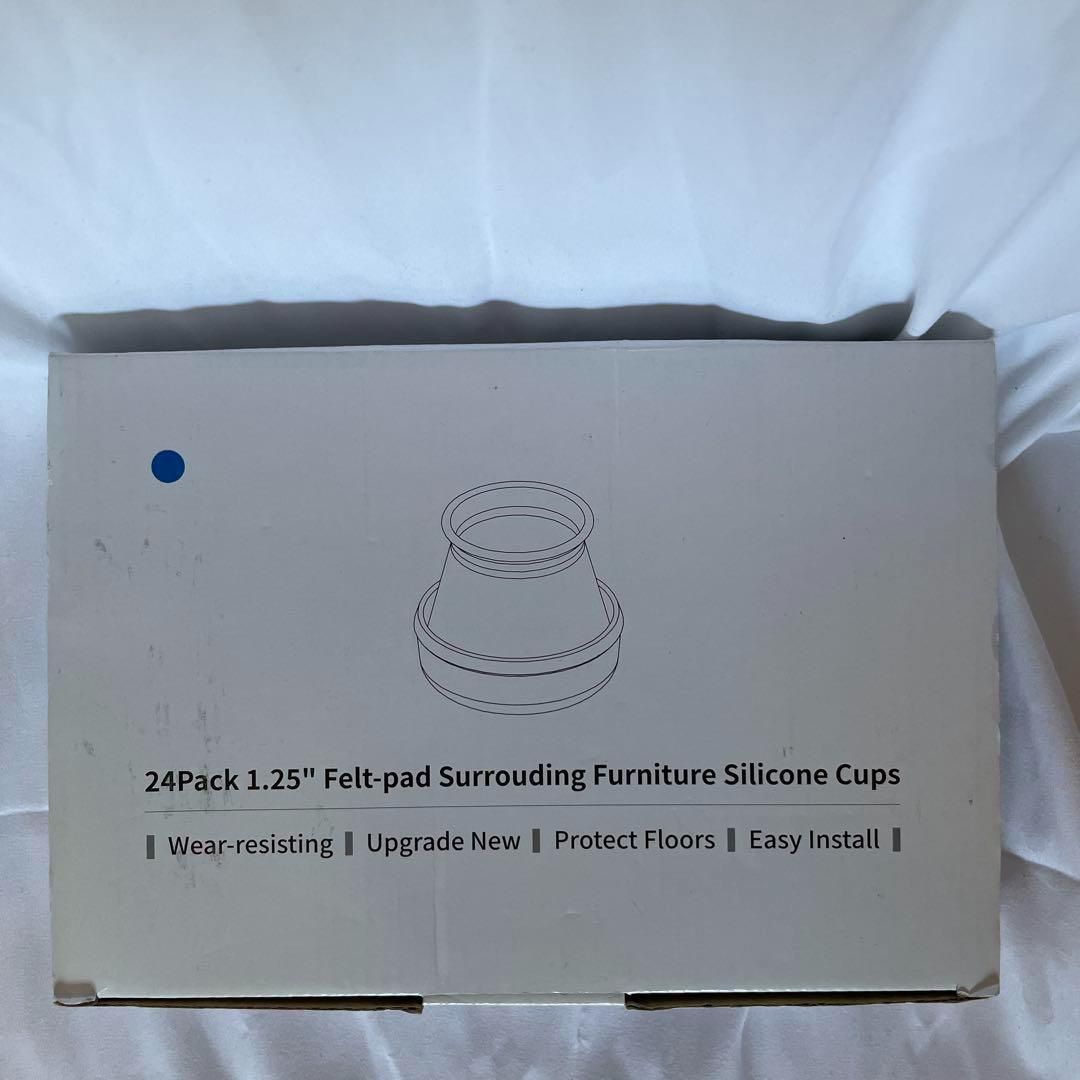 24Pack 1.25" Felt-pad Surrouding Furniture Silicone Cups
Wear-resisting | Upgrade New | Protect Floors | Easy Install